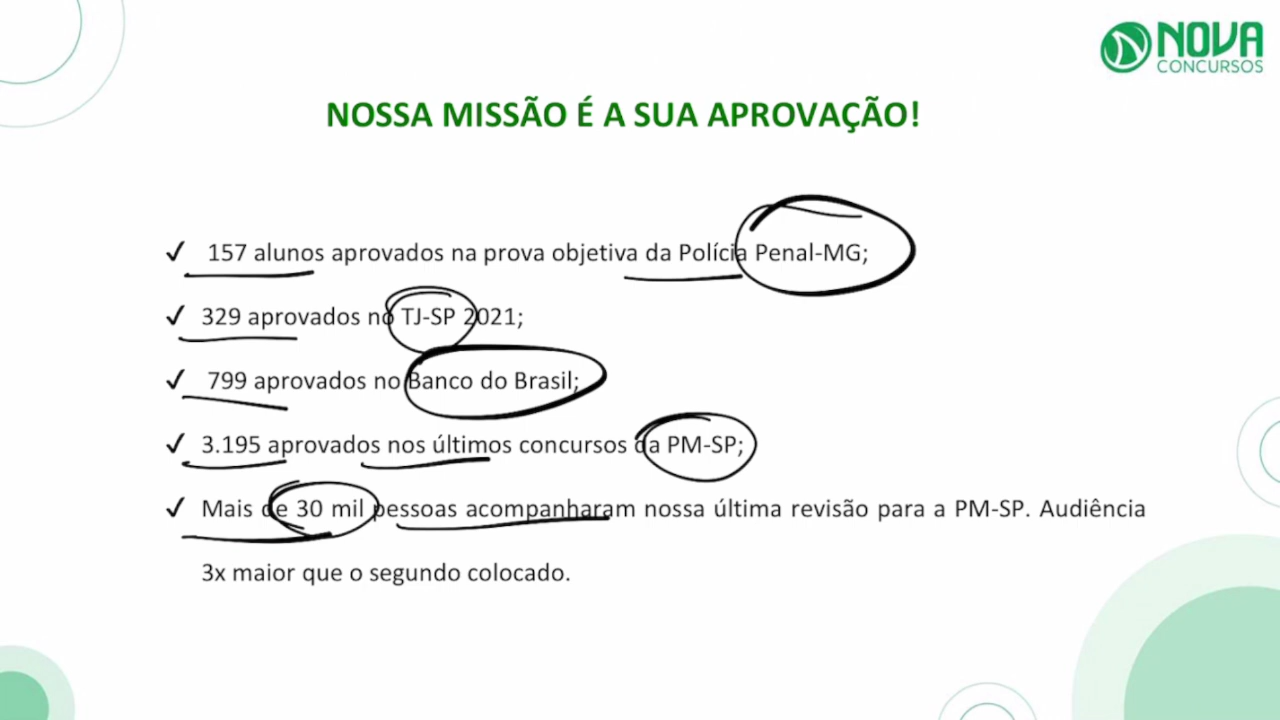 NOVA
CONCURSOS
NOSSA MISSÃO É A SUA APROVAÇÃO!
✓ 157 alunos aprovados na prova objetiva da Polícia Penal-MG;
✓ 329 aprovados no TJ-SP 2021;
✓ 799 aprovados no Banco do Brasil;
✓ 3.195 aprovados nos últimos concursos da PM-SP;
✓ Mais de 30 mil pessoas acompanharam nossa última revisão para a PM-SP. Audiência
3x maior que o segundo colocado.